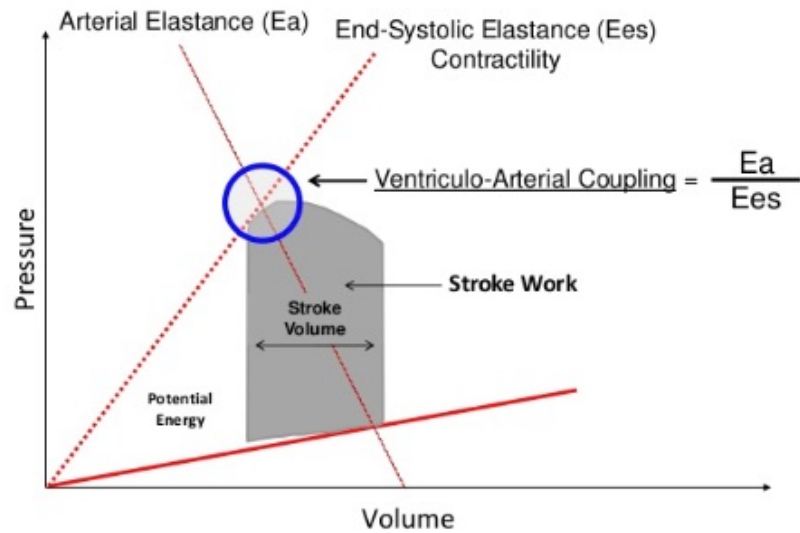 Arterial Elastance (Ea)
End-Systolic Elastance (Ees)
Contractility
Ventriculo-Arterial Coupling = Ea
Ees
Pressure
Stroke Work
Stroke
Volume
Potential
Energy
Volume